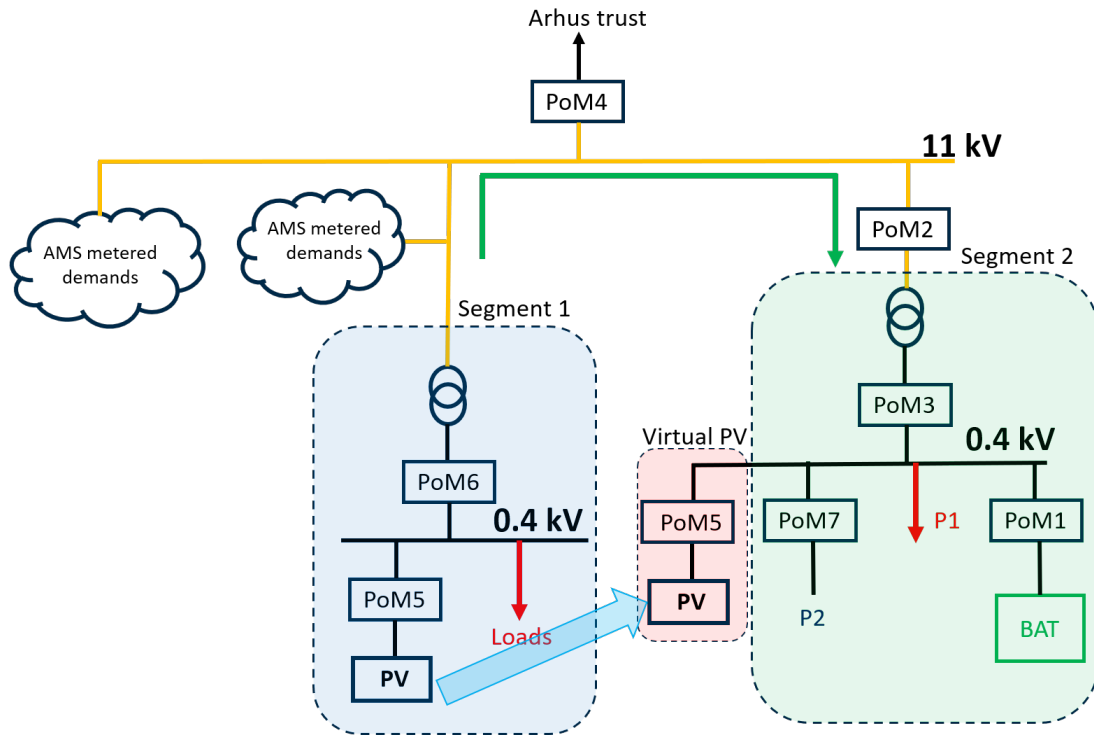 Arhus trust
PoM4
11 kV
AMS metered
demands
AMS metered
demands
PoM2
Segment 2
Segment 1
PoM3
Virtual PV
0.4 kV
PoM6
0.4 kV
PoM5
PoM7
P1
PoM1
PoM5
PV
P2
BAT
Loads
PV